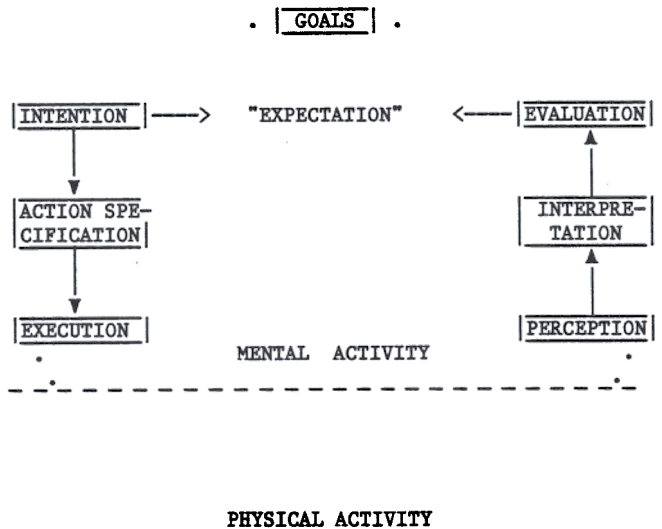 GOALS
INTENTION "EXPECTATION" EVALUATION
ACTION SPE- INTERPRE-
CIFICATION TATION
EXECUTION PERCEPTION
MENTAL ACTIVITY
PHYSICAL ACTIVITY